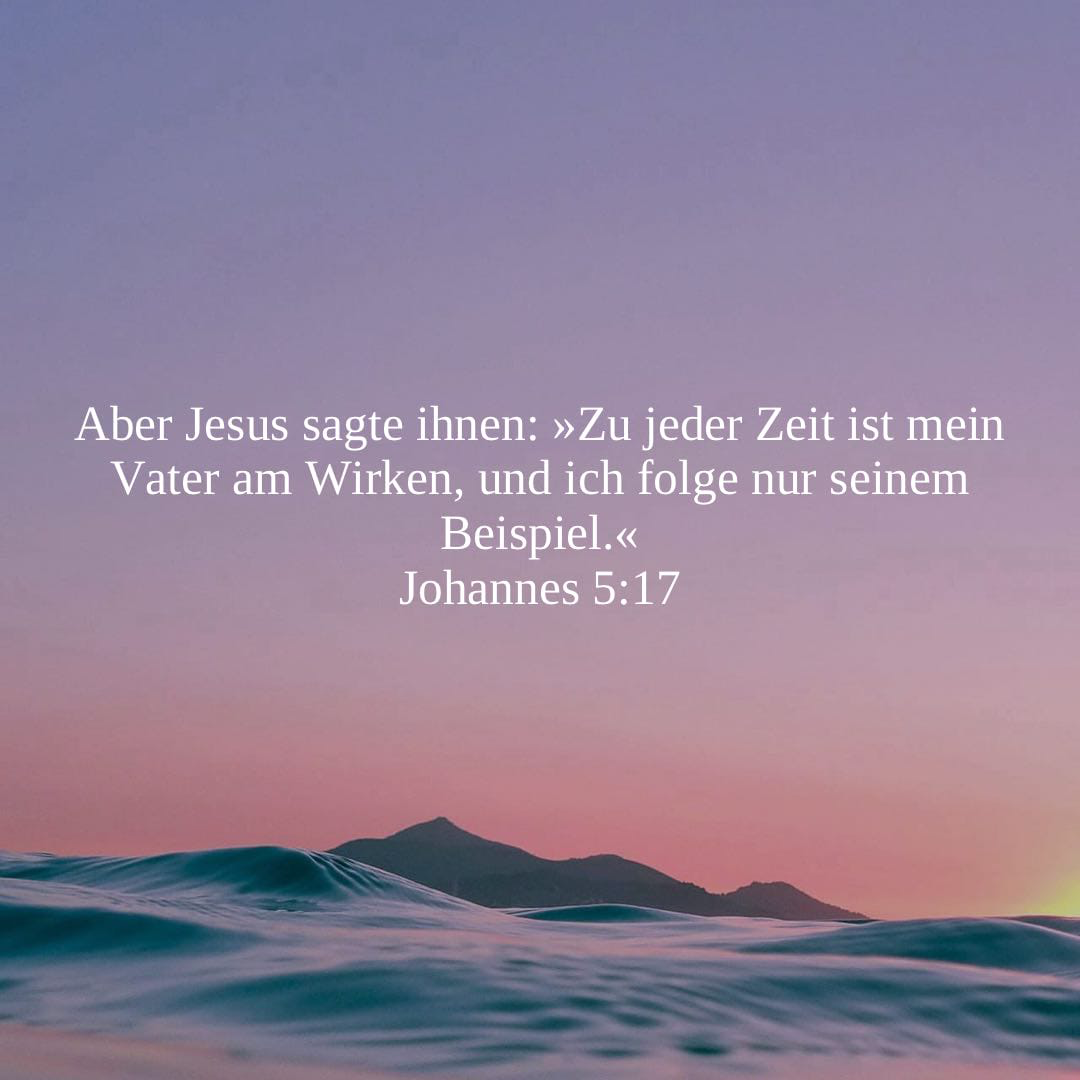 Aber Jesus sagte ihnen: »Zu jeder Zeit ist mein
Vater am Wirken, und ich folge nur seinem
Beispiel.«
Johannes 5:17